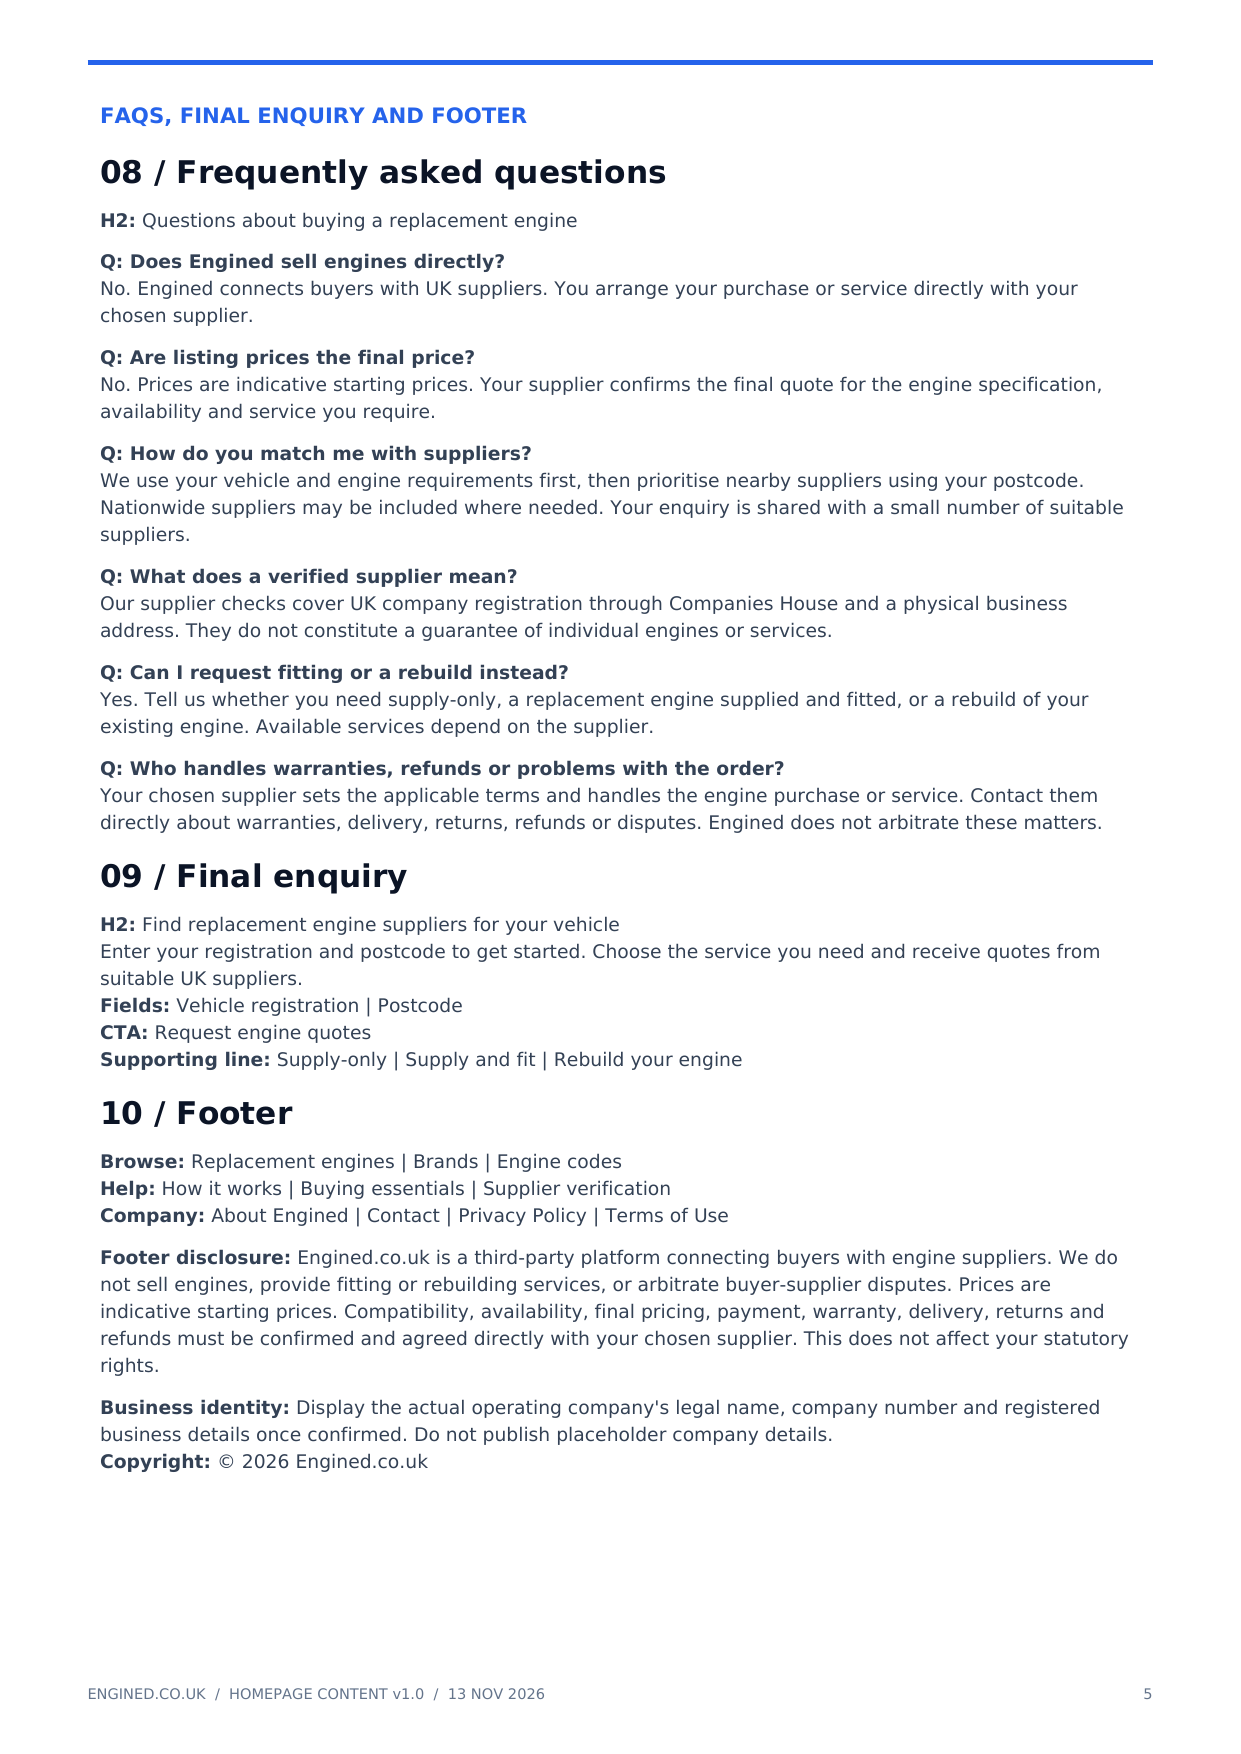 FAQS, FINAL ENQUIRY AND FOOTER
08 / Frequently asked questions
H2: Questions about buying a replacement engine
Q: Does Engined sell engines directly?
No. Engined connects buyers with UK suppliers. You arrange your purchase or service directly with your
chosen supplier.
Q: Are listing prices the final price?
No. Prices are indicative starting prices. Your supplier confirms the final quote for the engine specification,
availability and service you require.
Q: How do you match me with suppliers?
We use your vehicle and engine requirements first, then prioritise nearby suppliers using your postcode.
Nationwide suppliers may be included where needed. Your enquiry is shared with a small number of suitable
suppliers.
Q: What does a verified supplier mean?
Our supplier checks cover UK company registration through Companies House and a physical business
address. They do not constitute a guarantee of individual engines or services.
Q: Can I request fitting or a rebuild instead?
Yes. Tell us whether you need supply-only, a replacement engine supplied and fitted, or a rebuild of your
existing engine. Available services depend on the supplier.
Q: Who handles warranties, refunds or problems with the order?
Your chosen supplier sets the applicable terms and handles the engine purchase or service. Contact them
directly about warranties, delivery, returns, refunds or disputes. Engined does not arbitrate these matters.
09 / Final enquiry
H2: Find replacement engine suppliers for your vehicle
Enter your registration and postcode to get started. Choose the service you need and receive quotes from
suitable UK suppliers.
Fields: Vehicle registration | Postcode
CTA: Request engine quotes
Supporting line: Supply-only | Supply and fit | Rebuild your engine
10 / Footer
Browse: Replacement engines | Brands | Engine codes
Help: How it works | Buying essentials | Supplier verification
Company: About Engined | Contact | Privacy Policy | Terms of Use
Footer disclosure: Engined.co.uk is a third-party platform connecting buyers with engine suppliers. We do
not sell engines, provide fitting or rebuilding services, or arbitrate buyer-supplier disputes. Prices are
indicative starting prices. Compatibility, availability, final pricing, payment, warranty, delivery, returns and
refunds must be confirmed and agreed directly with your chosen supplier. This does not affect your statutory
rights.
Business identity: Display the actual operating company's legal name, company number and registered
business details once confirmed. Do not publish placeholder company details.
Copyright: © 2026 Engined.co.uk
ENGINED.CO.UK / HOMEPAGE CONTENT v1.0 / 13 NOV 2026
5